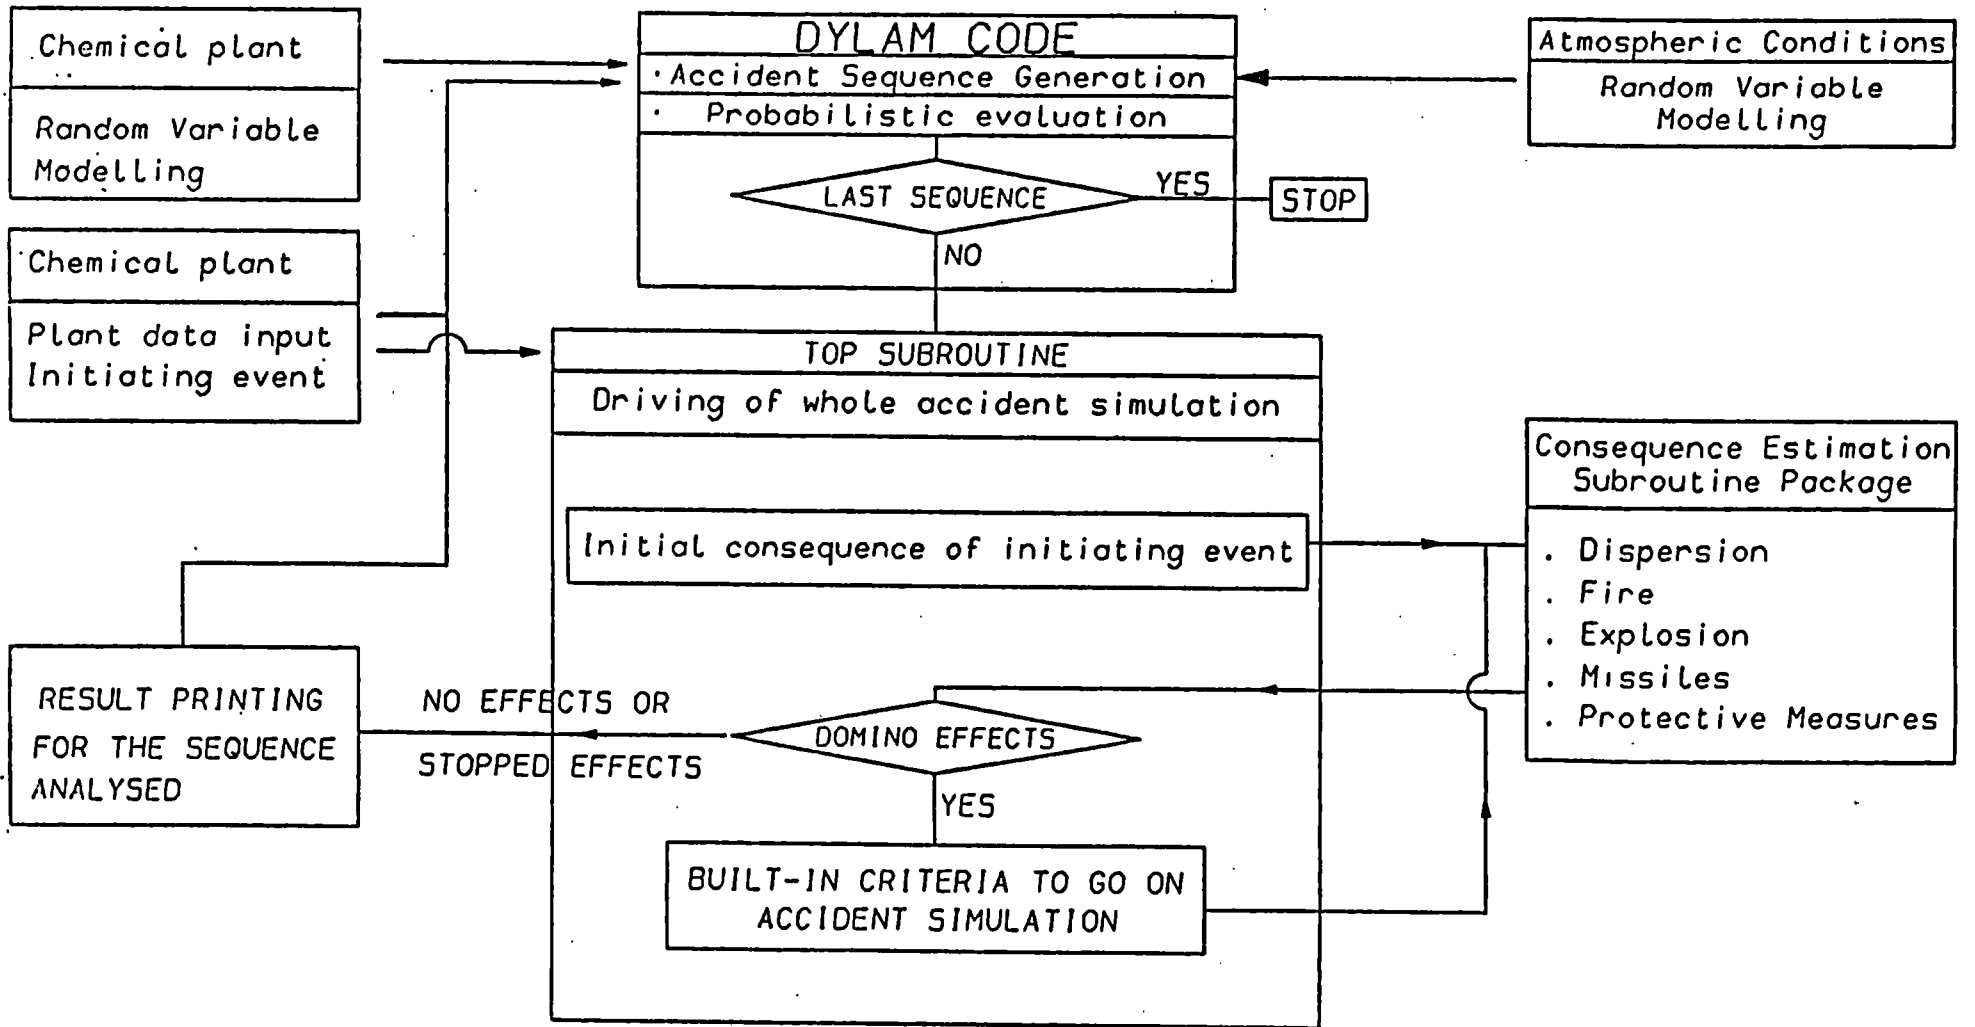 Chemical plant
Random Variable
Modelling
DYLAM CODE
· Accident Sequence Generation
· Probabilistic evaluation
LAST SEQUENCE
YES
STOP
NO
Atmospheric Conditions
Random Variable
Modelling
Chemical plant
Plant data input
Initiating event
TOP SUBROUTINE
Driving of whole accident simulation
Initial consequence of initiating event
Consequence Estimation
Subroutine Package
. Dispersion
. Fire
. Explosion
. Missiles
. Protective Measures
RESULT PRINTING
FOR THE SEQUENCE
ANALYSED
NO EFFECTS OR
STOPPED EFFECTS
DOMINO EFFECTS
YES
BUILT-IN CRITERIA TO GO ON
ACCIDENT SIMULATION